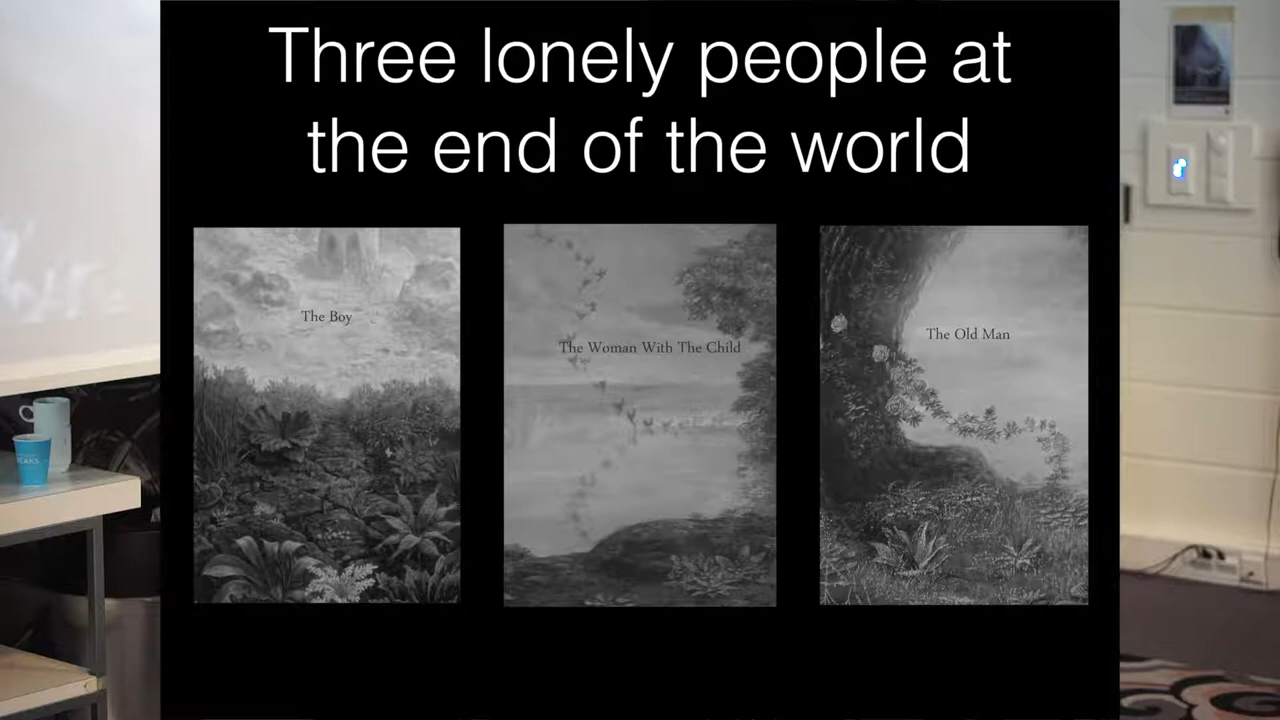 Three lonely people at
the end of the world
The Boy
The Woman With The Child
The Old Man